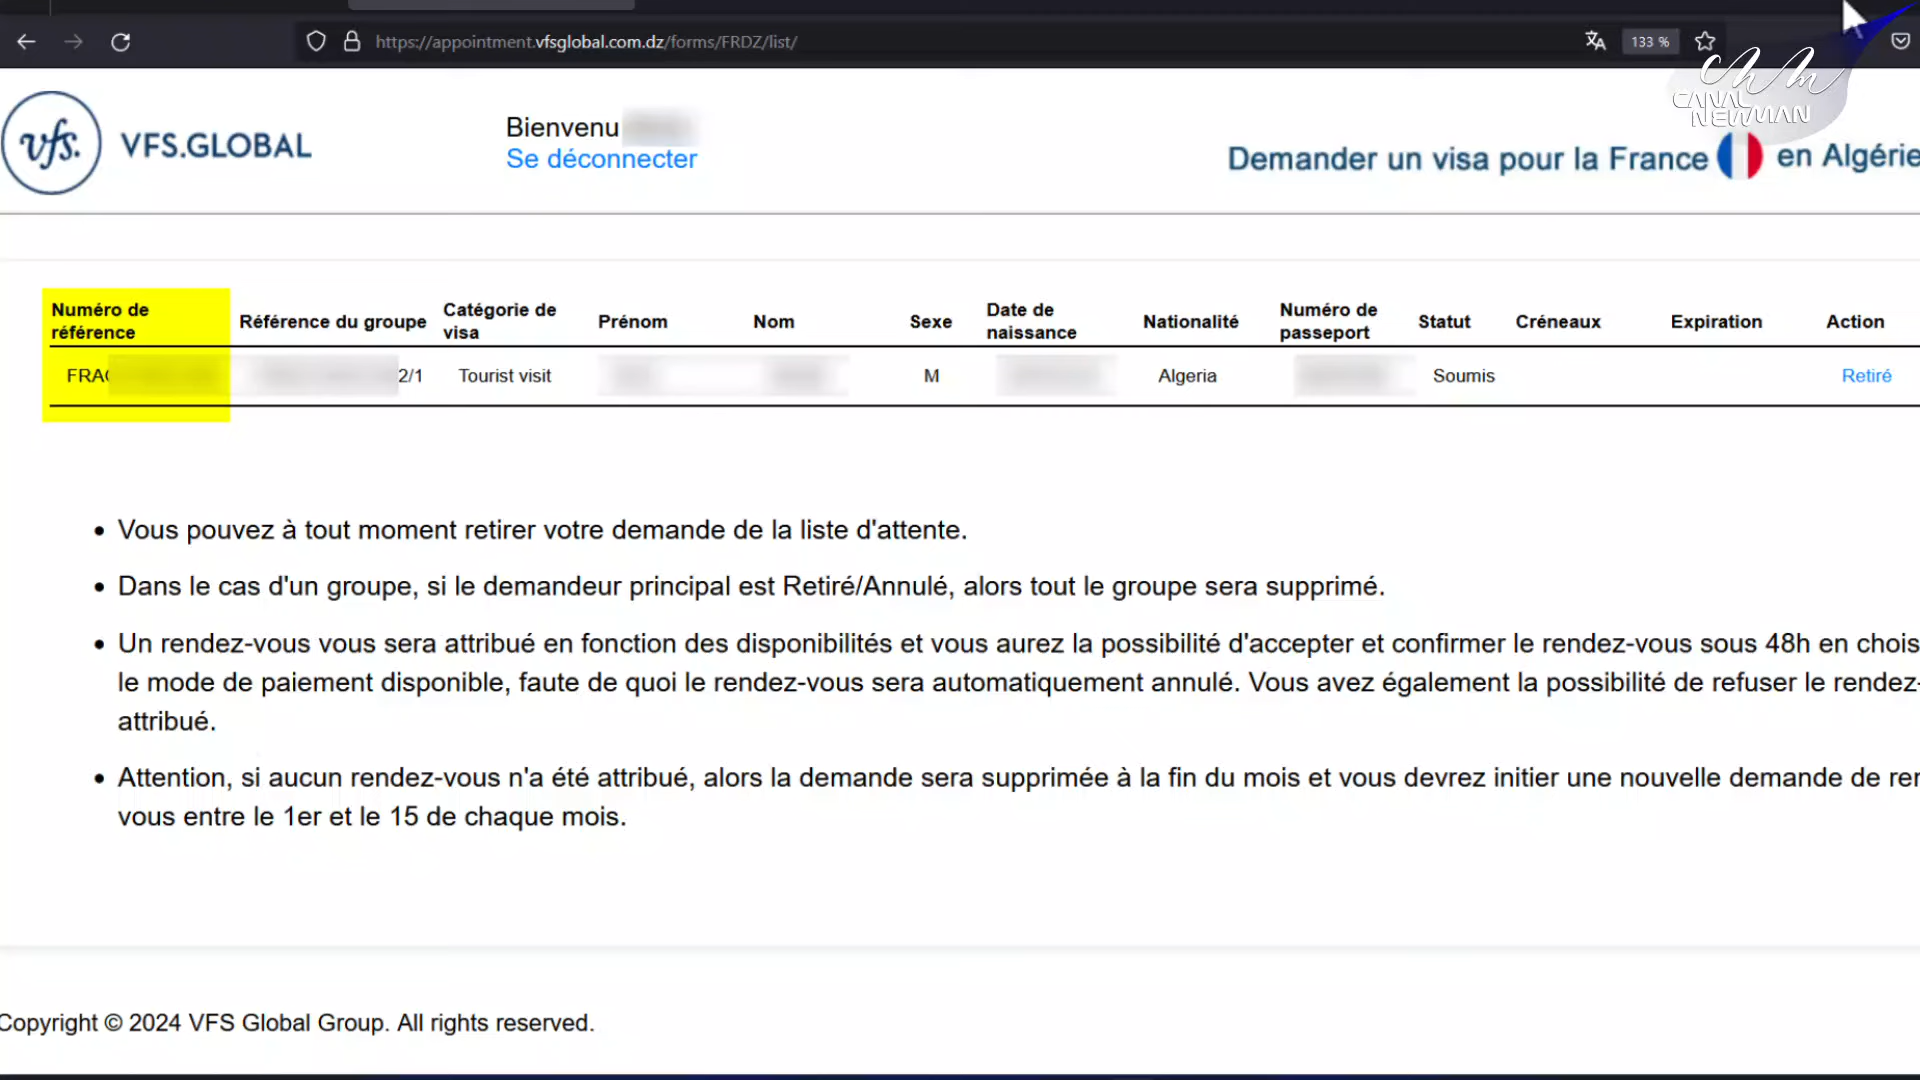 https://appointment.vfsglobal.com.dz/forms/FRDZ/list/
133 %
CANAL
NEWMAN
vfs.
VFS.GLOBAL
Bienvenu
Se déconnecter
Demander un visa pour la France en Algérie
Numéro de référence Référence du groupe Catégorie de visa Prénom Nom Sexe Date de naissance Nationalité Numéro de passeport Statut Créneaux Expiration Action
2/1 Tourist visit M Algeria Soumis Retiré
Vous pouvez à tout moment retirer votre demande de la liste d'attente.
Dans le cas d'un groupe, si le demandeur principal est Retiré/Annulé, alors tout le groupe sera supprimé.
Un rendez-vous vous sera attribué en fonction des disponibilités et vous aurez la possibilité d'accepter et confirmer le rendez-vous sous 48h en chois
le mode de paiement disponible, faute de quoi le rendez-vous sera automatiquement annulé. Vous avez également la possibilité de refuser le rendez-
attribué.
Attention, si aucun rendez-vous n'a été attribué, alors la demande sera supprimée à la fin du mois et vous devrez initier une nouvelle demande de
vous entre le 1er et le 15 de chaque mois.
Copyright © 2024 VFS Global Group. All rights reserved.